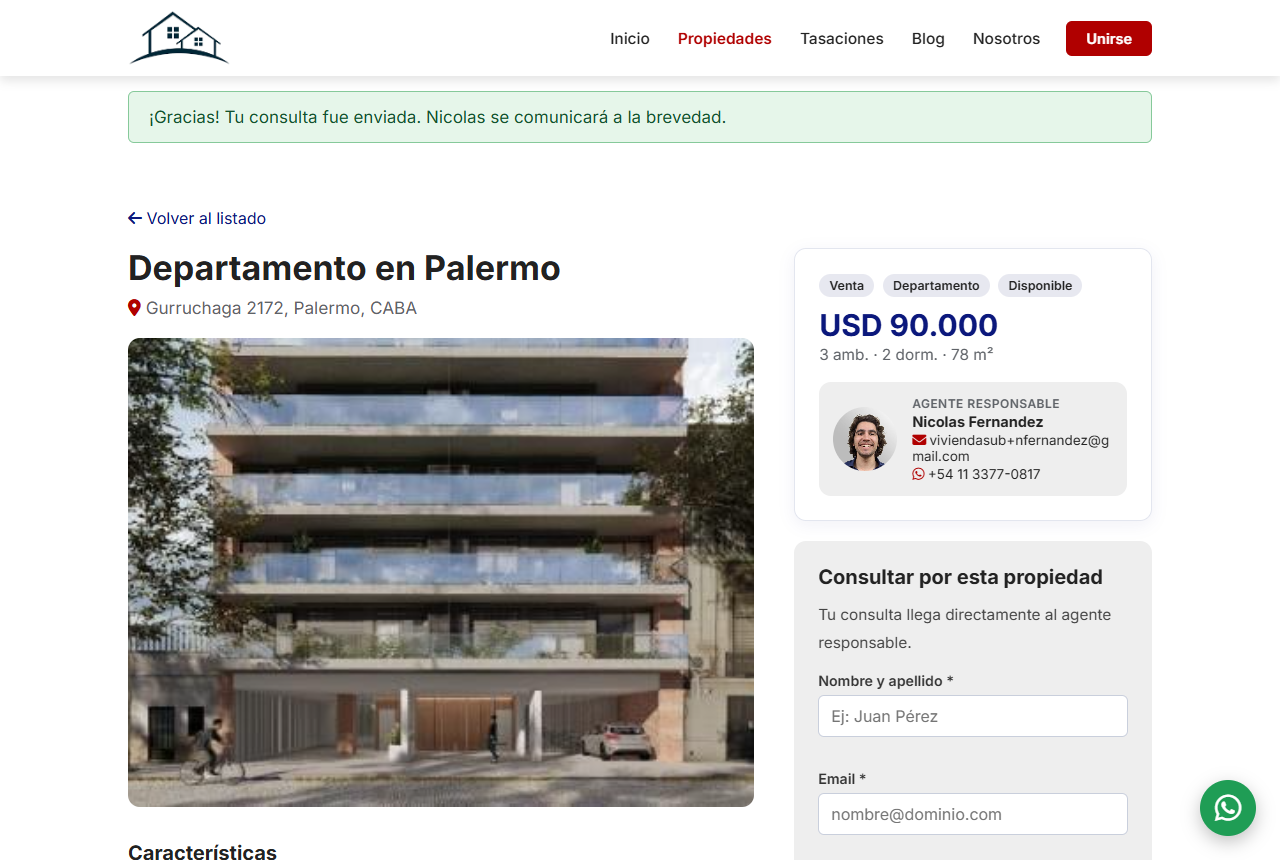 Inicio
Propiedades
Tasaciones
Blog
Nosotros
Unirse
¡Gracias! Tu consulta fue enviada. Nicolas se comunicará a la brevedad.
Volver al listado
Departamento en Palermo
Gurruchaga 2172, Palermo, CABA
Características
Venta
Departamento
Disponible
USD 90.000
3 amb. · 2 dorm. · 78 m²
AGENTE RESPONSABLE
Nicolas Fernandez
viviendasub+nfernandez@g
mail.com
+54 11 3377-0817
Consultar por esta propiedad
Tu consulta llega directamente al agente
responsable.
Nombre y apellido *
Ej: Juan Pérez
Email *
nombre@dominio.com